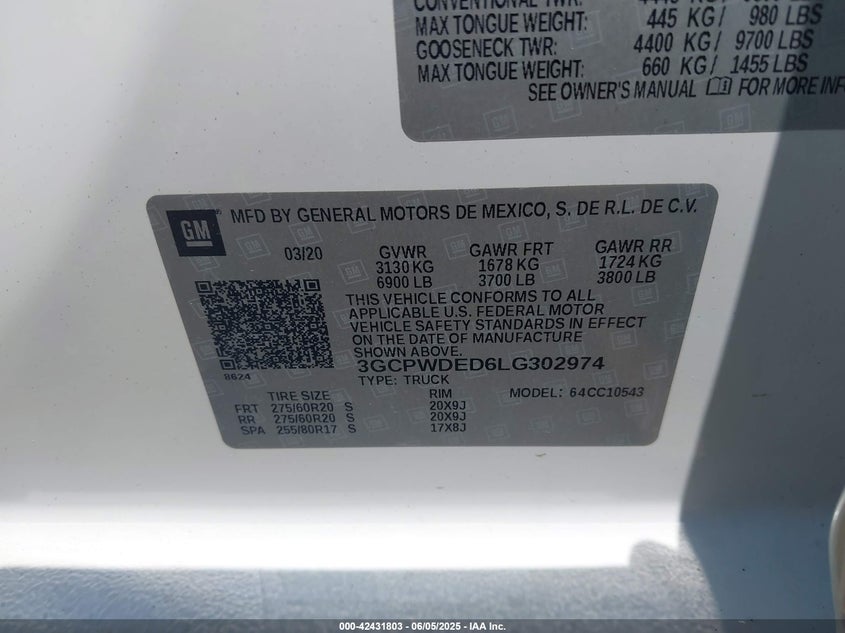 CONVENTIONAL TWR:
MAX TONGUE WEIGHT: 445 KG/ 980 LBS
GOOSENECK TWR: 4400 KG/ 9700 LBS
MAX TONGUE WEIGHT: 660 KG/ 1455 LBS
SEE OWNER'S MANUAL FOR MORE INF
GM MFD BY GENERAL MOTORS DE MEXICO, S. DE R.L. DE C.V.
03/20 GVWR GAWR FRT GAWR RR
3130 KG 1678 KG 1724 KG
6900 LB 3700 LB 3800 LB
THIS VEHICLE CONFORMS TO ALL
APPLICABLE U.S. FEDERAL MOTOR
VEHICLE SAFETY STANDARDS IN EFFECT
ON THE DATE OF MANUFACTURE
SHOWN ABOVE.
3GCPWDED6LG302974
8624 TYPE: TRUCK
TIRE SIZE RIM MODEL: 64CC10543
FRT 275/60R20 S 20X9J
RR 275/60R20 S 20X9J
SPA 255/80R17 S 17X8J
000-42431803 - 06/05/2025 - IAA Inc.